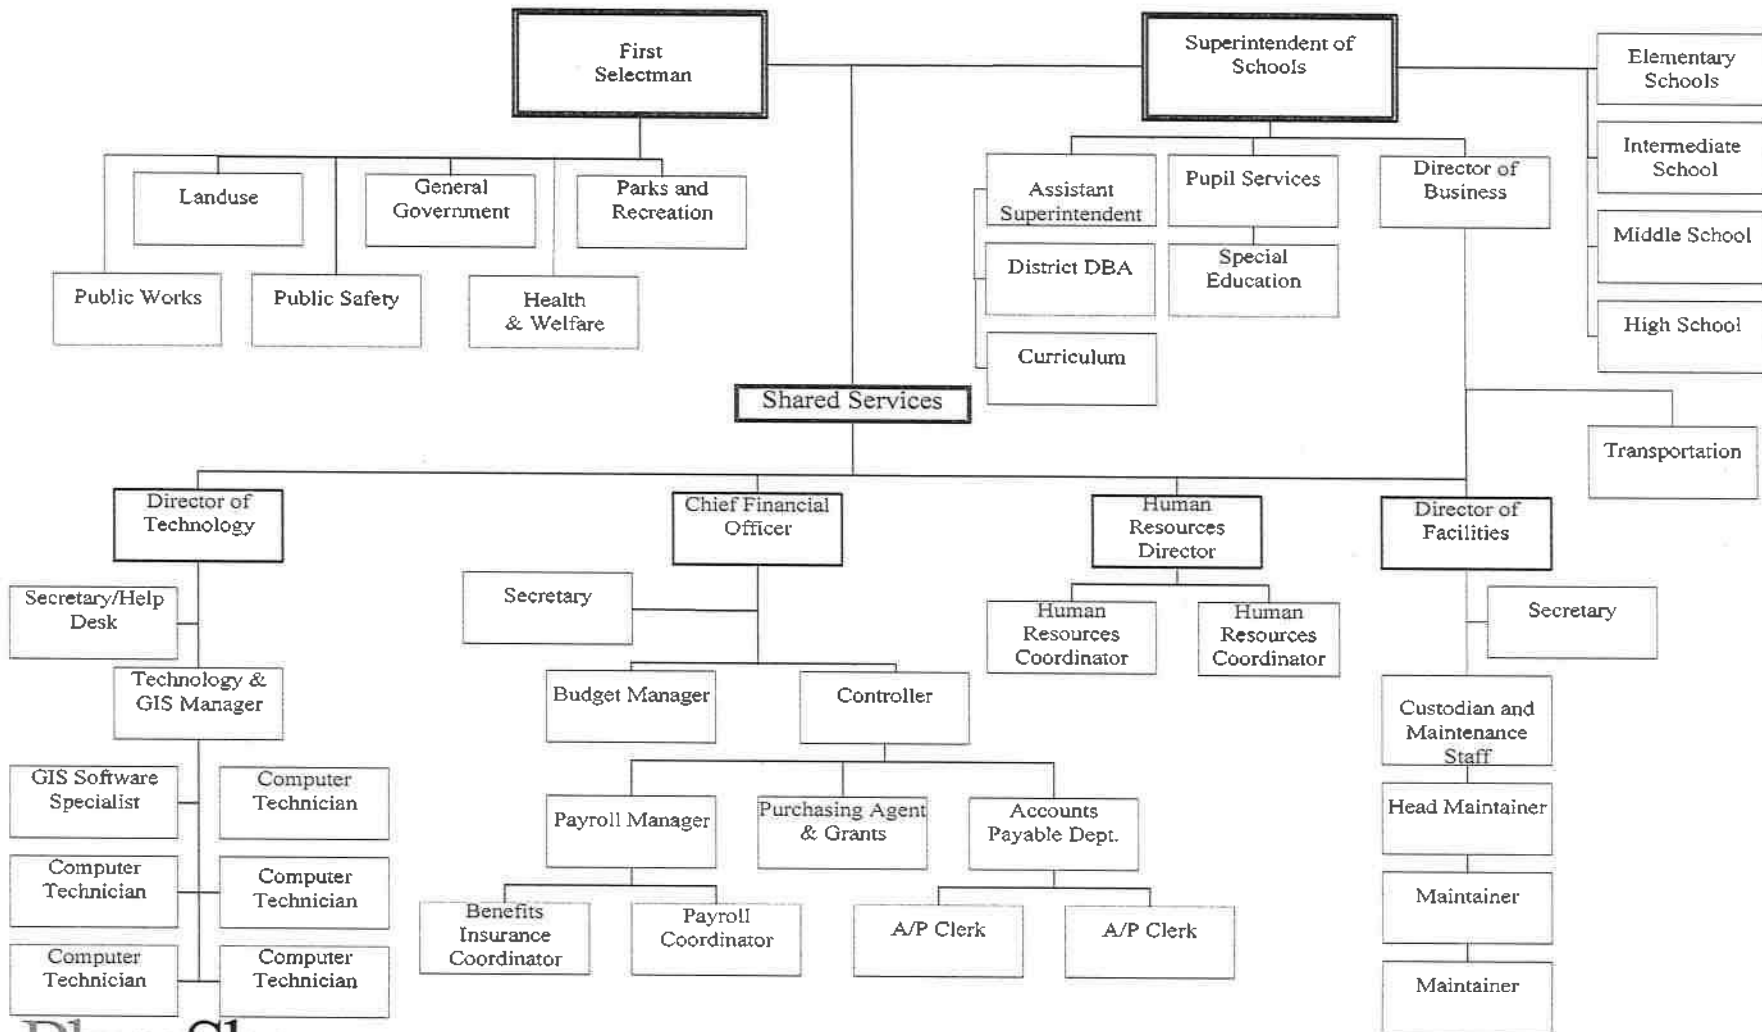 First
Selectman
Superintendent of
Schools
Elementary
Schools
Intermediate
School
Middle School
High School
Landuse
General
Government
Parks and
Recreation
Public Works
Public Safety
Health
& Welfare
Assistant
Superintendent
Pupil Services
Director of
Business
District DBA
Special
Education
Curriculum
Shared Services
Transportation
Director of
Technology
Chief Financial
Officer
Human
Resources
Director
Director of
Facilities
Secretary/Help
Desk
Secretary
Human
Resources
Coordinator
Human
Resources
Coordinator
Secretary
Technology &
GIS Manager
Budget Manager
Controller
Custodian and
Maintenance
Staff
GIS Software
Specialist
Computer
Technician
Payroll Manager
Purchasing Agent
& Grants
Accounts
Payable Dept.
Head Maintainer
Computer
Technician
Computer
Technician
Benefits
Insurance
Coordinator
Payroll
Coordinator
A/P Clerk
A/P Clerk
Maintainer
Computer
Technician
Computer
Technician
Maintainer